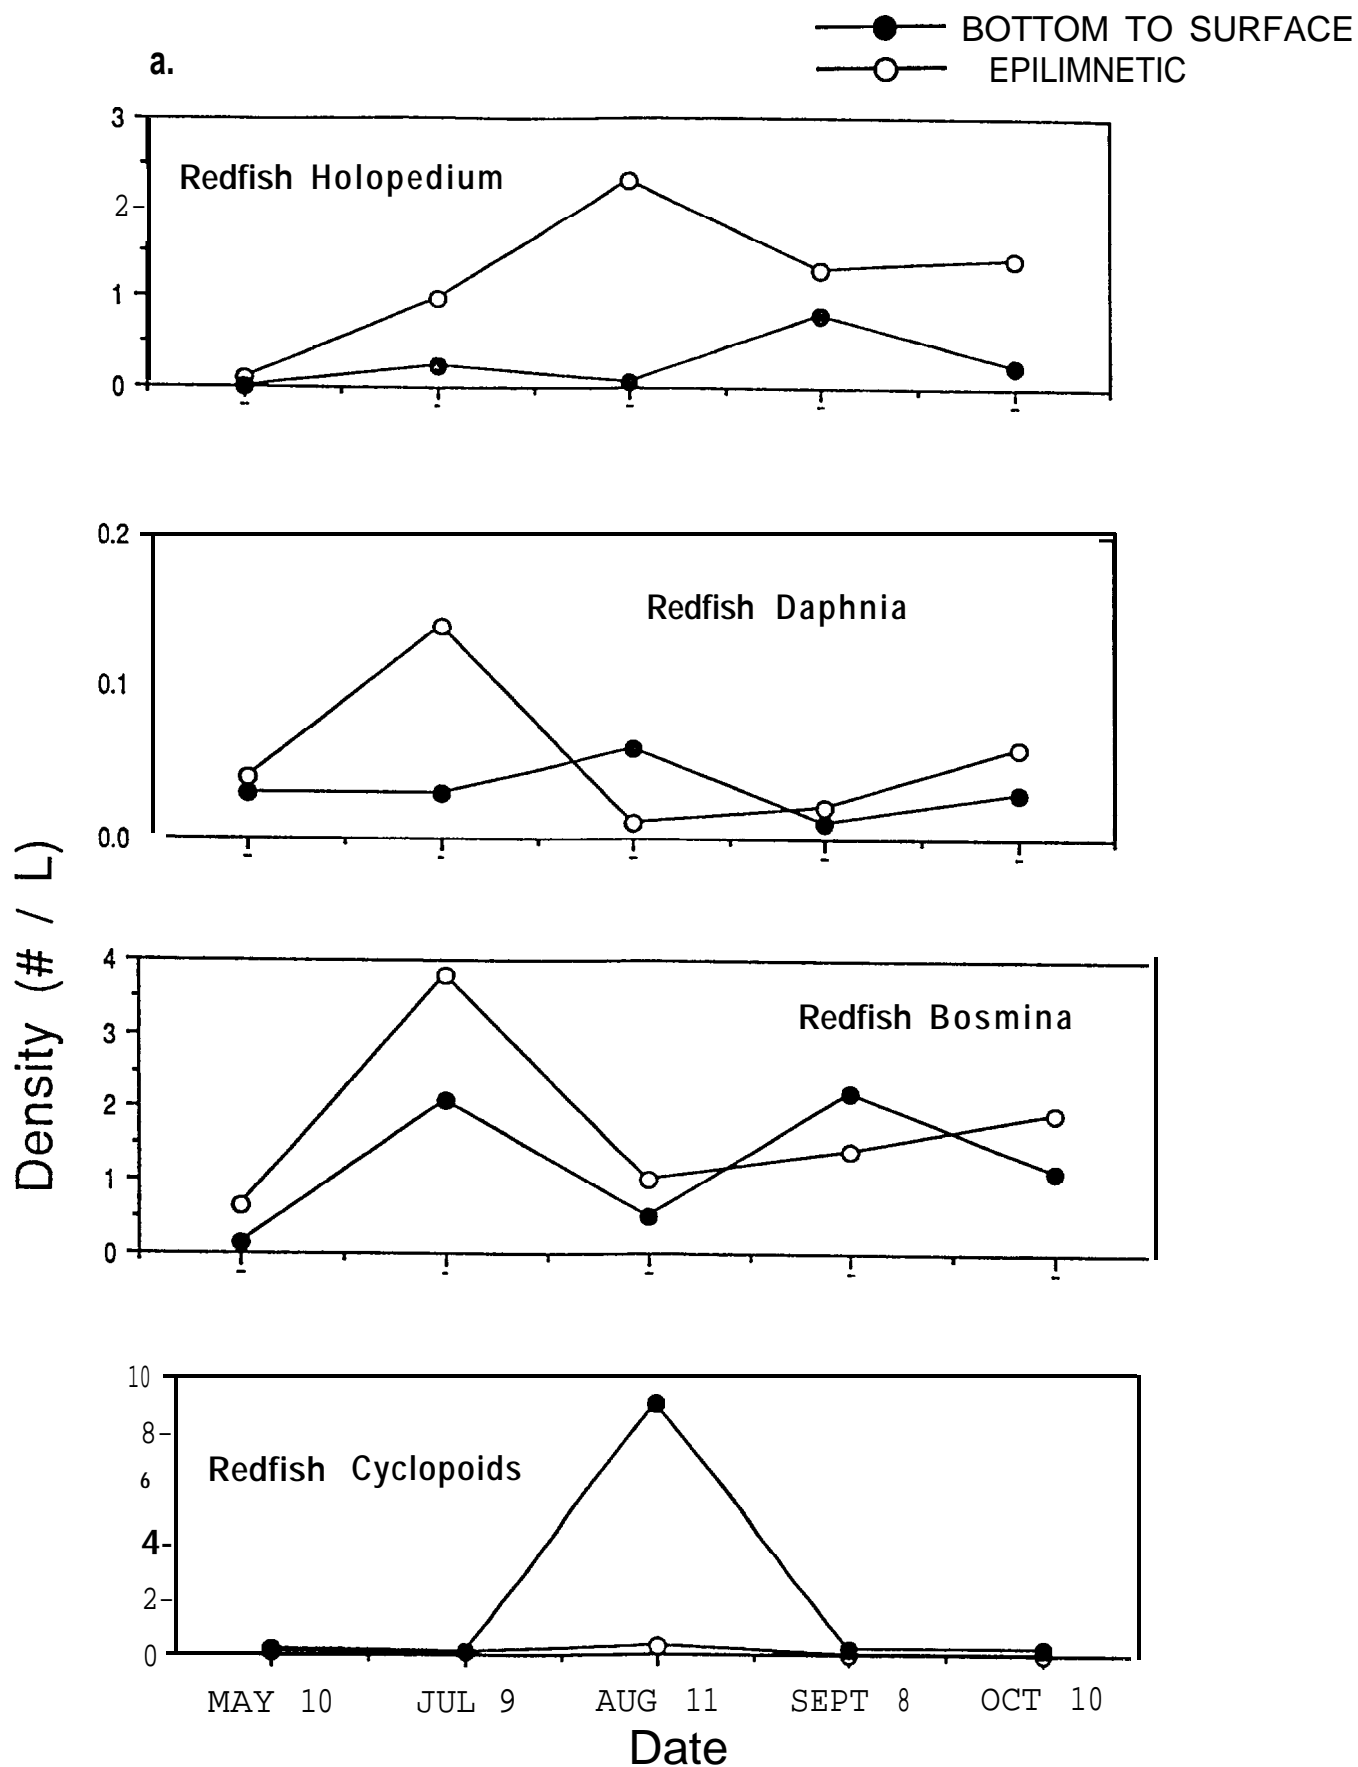 BOTTOM TO SURFACE
EPILIMNETIC
a.
3
2
1
0
Redfish Holopedium
0.2
0.1
0.0
Redfish Daphnia
Density (# / L)
4
3
2
1
0
Redfish Bosmina
10
8
6
4
2
0
Redfish Cyclopoids
MAY 10 JUL 9 AUG 11 SEPT 8 OCT 10
Date